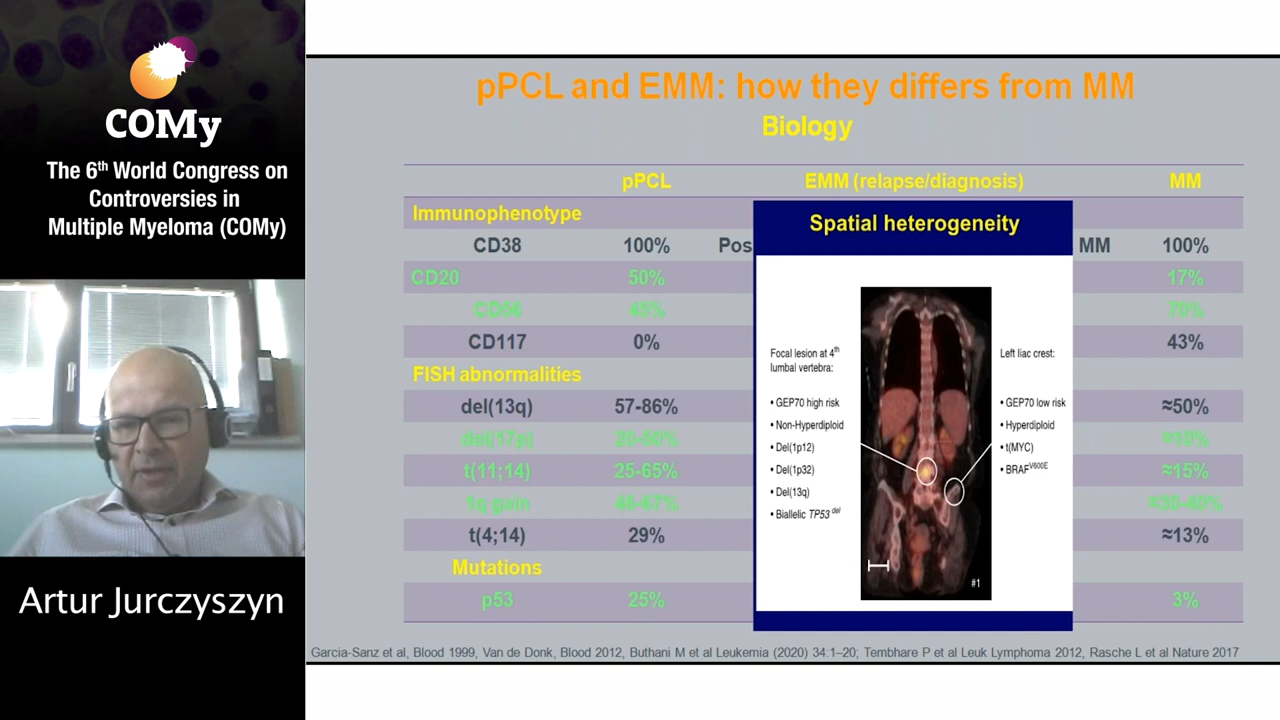 COMy
The 6th World Congress on
Controversies in
Multiple Myeloma (COMy)
Artur Jurczyszyn
pPCL and EMM: how they differs from MM
Biology
pPCL EMM (relapse/diagnosis) MM
Immunophenotype
CD38 100% Pos MM 100%
CD20 50% 17%
CD56 45% 70%
CD117 0% 43%
FISH abnormalities
del(13q) 57-86% ≈50%
del(17p) 20-50% ≈10%
t(11;14) 25-65% ≈15%
1q gain 48-67% ≈30-40%
t(4;14) 29% ≈13%
Mutations
p53 25% 3%
Spatial heterogeneity
Focal lesion at 4th
lumbal vertebra:
• GEP70 high risk
• Non-Hyperdiploid
• Del(1p12)
• Del(1p32)
• Del(13q)
• Biallelic TP53 del
Left liac crest:
• GEP70 low risk
• Hyperdiploid
• t(MYC)
• BRAFV600E
#1
Garcia-Sanz et al, Blood 1999, Van de Donk, Blood 2012, Buthani M et al Leukemia (2020) 34:1–20; Tembhare P et al Leuk Lymphoma 2012, Rasche L et al Nature 2017